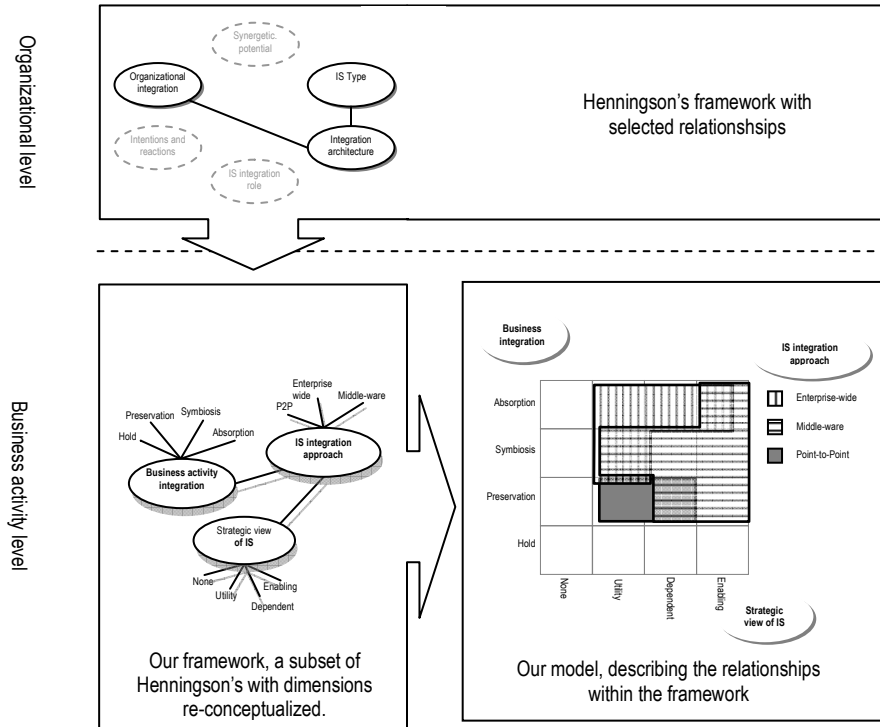 Organizational level
Synergetic.
potential
Organizational
integration
IS Type
Intentions and
reactions
Integration
architecture
IS integration
role
Henningson's framework with
selected relationshsips
Business activity level
Enterprise
wide
Middle-ware
P2P
Symbiosis
Preservation
Hold
Absorption
IS integration
approach
Business activity
integration
Strategic view
of IS
None
Utility
Enabling
Dependent
Our framework, a subset of
Henningson's with dimensions
re-conceptualized.
Business
integration
IS integration
approach
Absorption
Symbiosis
Preservation
Hold
None
Utility
Dependent
Enabling
Enterprise-wide
Middle-ware
Point-to-Point
Strategic
view of IS
Our model, describing the relationships
within the framework